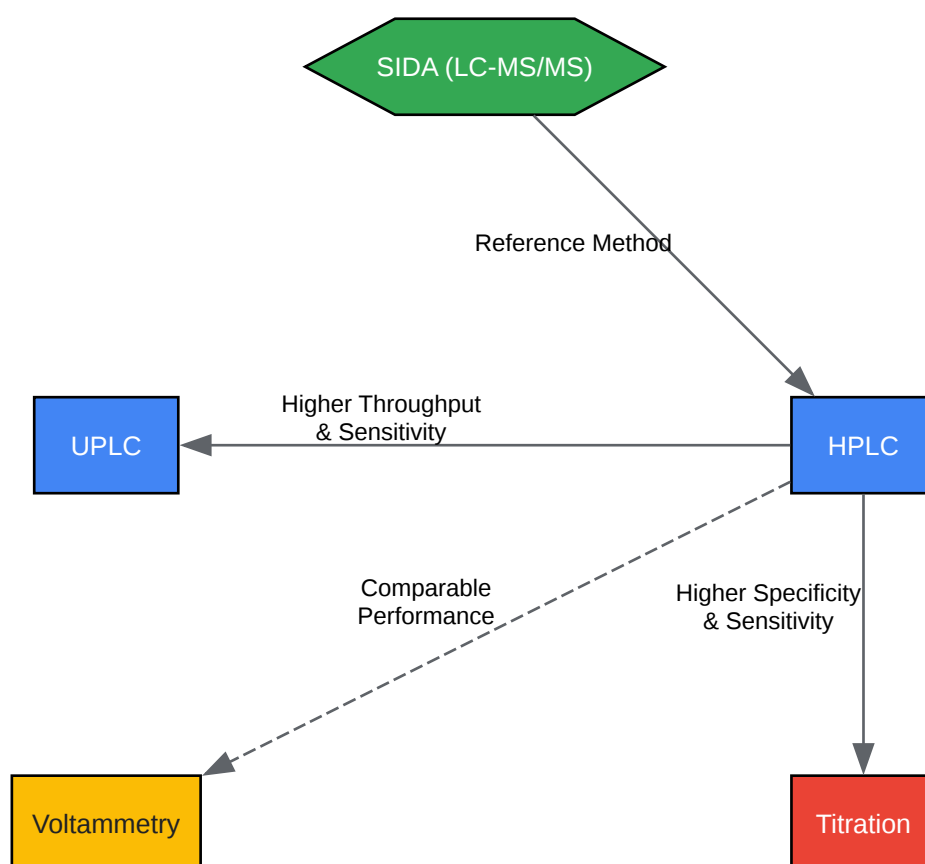 SIDA (LC-MS/MS)
Reference Method
Higher Throughput
& Sensitivity
UPLC
HPLC
Comparable
Performance
Higher Specificity
& Sensitivity
Voltammetry
Titration